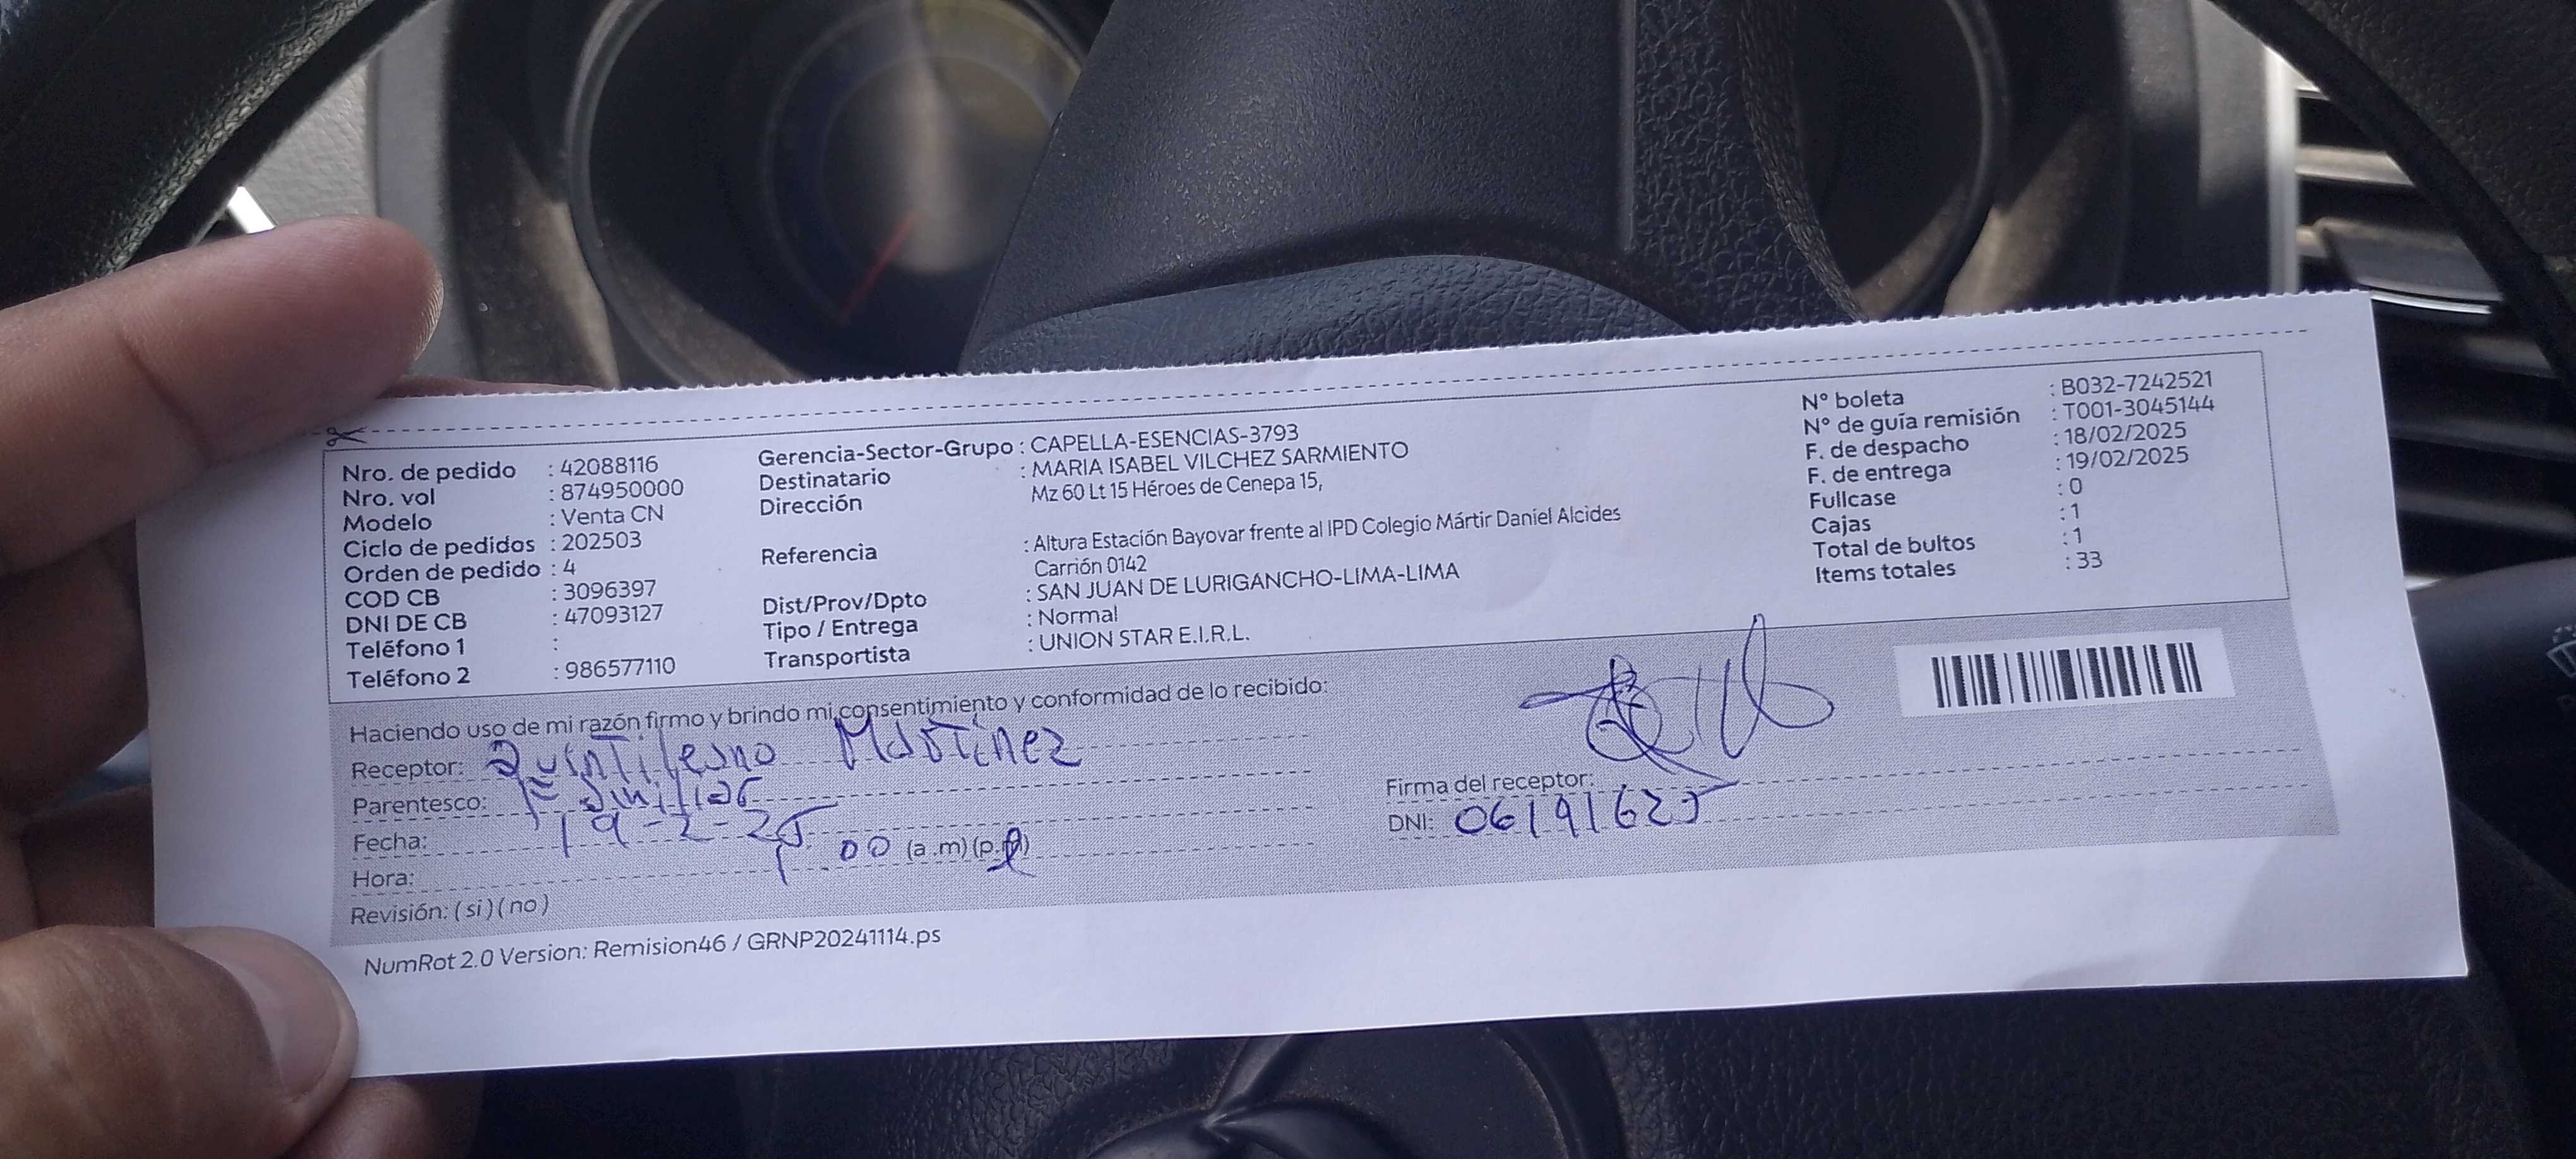 Nro. de pedido : 42088116
Nro. vol : 874950000
Modelo : Venta CN
Ciclo de pedidos : 202503
Orden de pedido : 4
COD CB : 3096397
DNI DE CB : 47093127
Teléfono 1 :
Teléfono 2 : 986577110
Gerencia-Sector-Grupo : CAPELLA-ESENCIAS-3793
Destinatario : MARIA ISABEL VILCHEZ SARMIENTO
Dirección Mz 60 Lt 15 Héroes de Cenepa 15,
Referencia : Altura Estación Bayovar frente al IPD Colegio Mártir Daniel Alcides
Carrión 0142
Dist/Prov/Dpto : SAN JUAN DE LURIGANCHO-LIMA-LIMA
Tipo / Entrega : Normal
Transportista : UNION STAR E.I.R.L.
N° boleta : B032-7242521
N° de guía remisión : T001-3045144
F. de despacho : 18/02/2025
F. de entrega : 19/02/2025
Fullcase : 0
Cajas : 1
Total de bultos : 1
Items totales : 33
Haciendo uso de mi razón firmo y brindo mi consentimiento y conformidad de lo recibido:
Receptor: Martinez
Parentesco:
Fecha: 19-2-25
Hora: 1 00 (a.m) (p.
Revisión: (si) (no)
Firma del receptor:
DNI: 06191625
NumRot 2.0 Version: Remision46 / GRNP20241114.ps